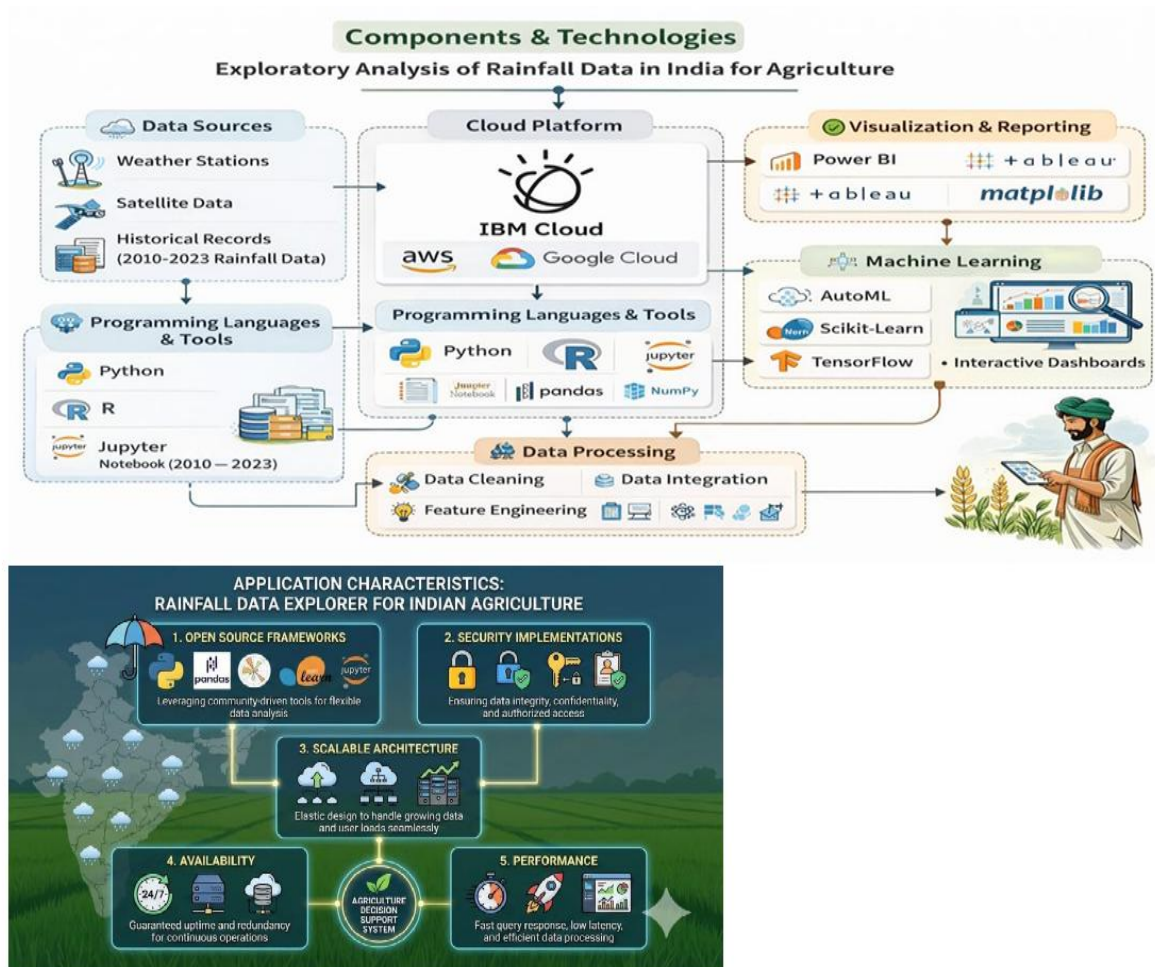 Components & Technologies
Exploratory Analysis of Rainfall Data in India for Agriculture
Data Sources
Weather Stations
Satellite Data
Historical Records
(2010-2023 Rainfall Data)
Programming Languages
& Tools
Python
R
jupyter
Jupyter
Notebook (2010 — 2023)
Cloud Platform
IBM Cloud
aws
Google Cloud
Programming Languages & Tools
Python
R
jupyter
Notebook
pandas
NumPy
Visualization & Reporting
Power BI
+ableau
+ableau
matplolib
Machine Learning
AutoML
Scikit-Learn
TensorFlow
• Interactive Dashboards
Data Processing
Data Cleaning
Data Integration
Feature Engineering
APPLICATION CHARACTERISTICS:
RAINFALL DATA EXPLORER FOR INDIAN AGRICULTURE
1. OPEN SOURCE FRAMEWORKS
pandas
learn
jupyter
Leveraging community-driven tools for flexible
data analysis
2. SECURITY IMPLEMENTATIONS
Ensuring data integrity, confidentiality,
and authorized access
3. SCALABLE ARCHITECTURE
Elastic design to handle growing data
and user loads seamlessly
4. AVAILABILITY
24/7
Guaranteed uptime and redundancy
for continuous operations
AGRICULTURE
DECISION
SUPPORT
SYSTEM
5. PERFORMANCE
Fast query response, low latency,
and efficient data processing